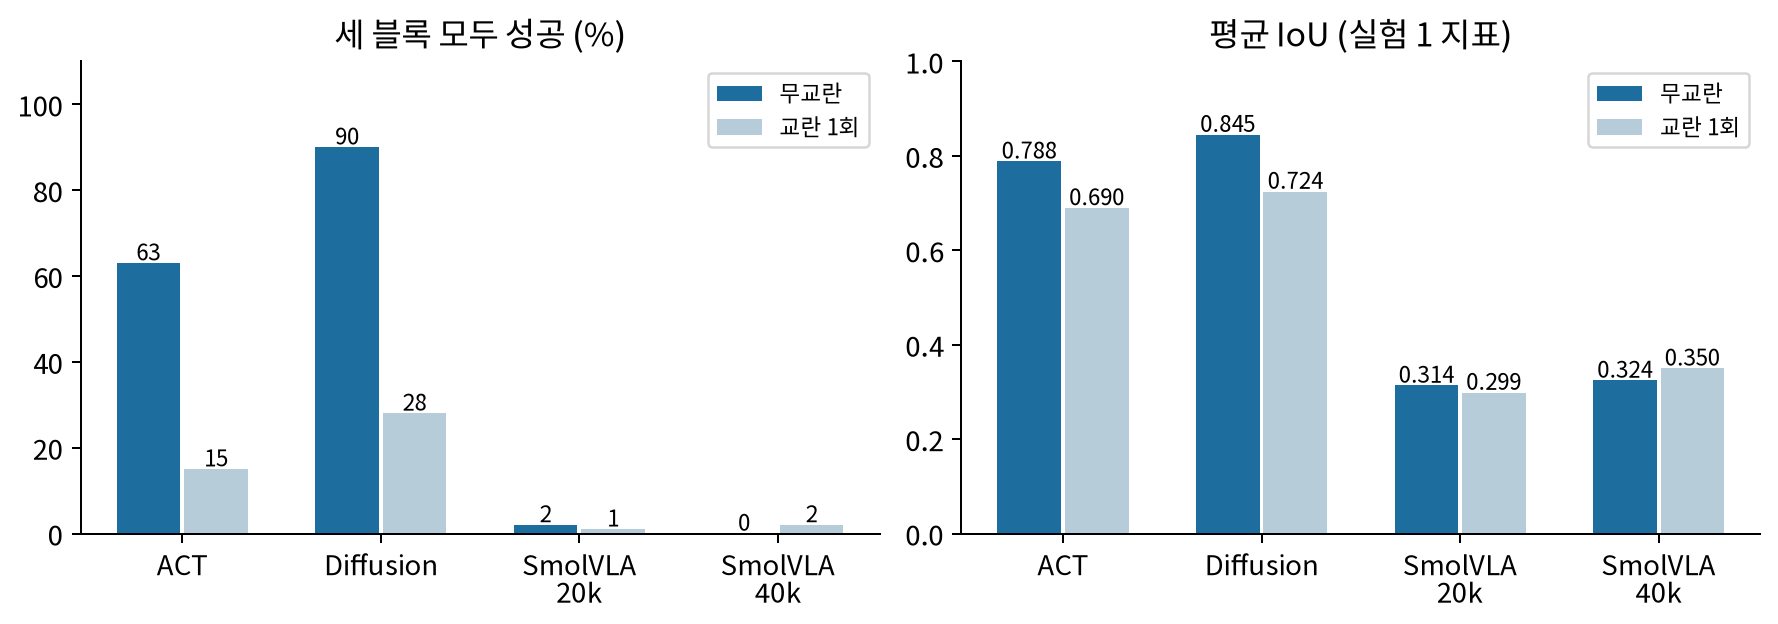 세 블록 모두 성공 (%)
무교란
교란 1회
100
80
60
40
20
0
63
15
90
28
2
1
0
2
ACT
Diffusion
SmolVLA
20k
SmolVLA
40k
평균 IoU (실험 1 지표)
무교란
교란 1회
1.0
0.8
0.6
0.4
0.2
0.0
0.788
0.690
0.845
0.724
0.314
0.299
0.324
0.350
ACT
Diffusion
SmolVLA
20k
SmolVLA
40k